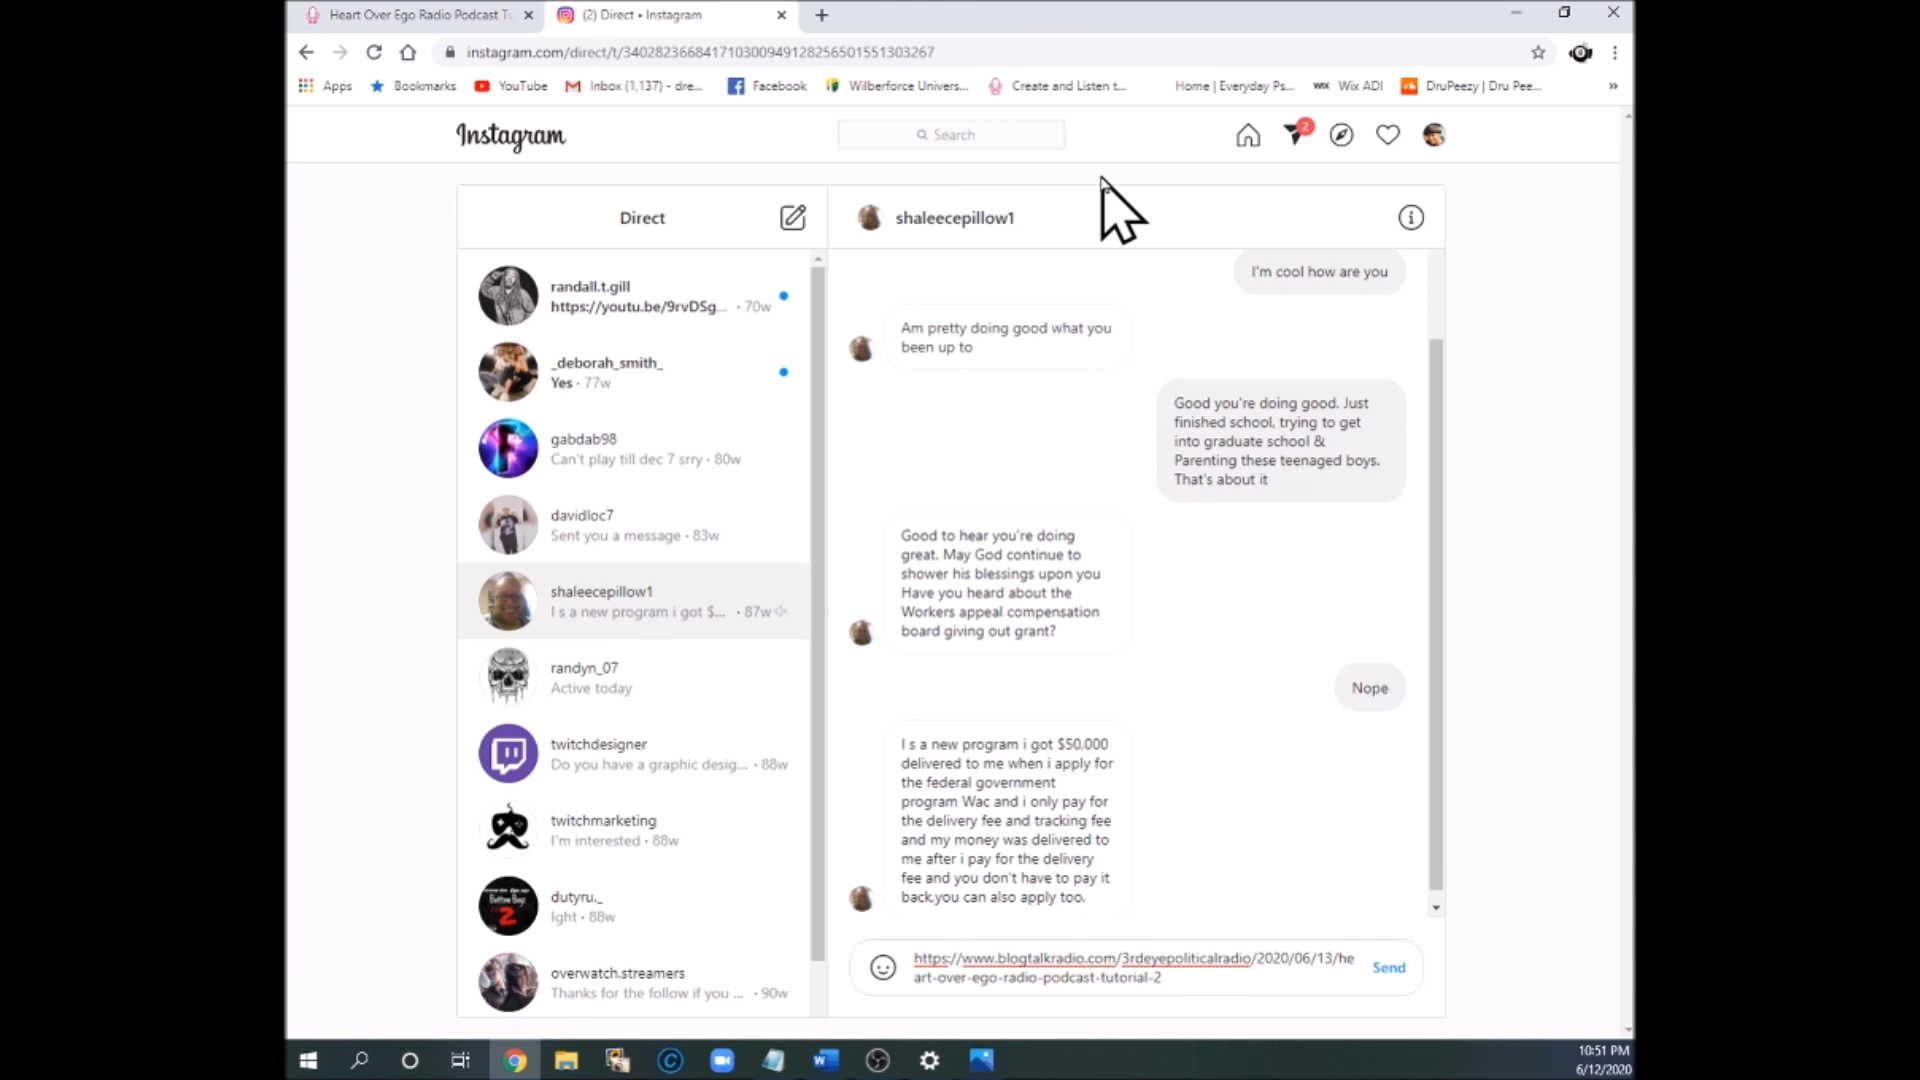 Heart Over Ego Radio Podcast Tu
(2) Direct • Instagram
instagram.com/direct/t/340282366841710300949128256501551303267
Apps
Bookmarks
YouTube
Inbox (1,137) - dre...
Facebook
Wilberforce Univers...
Create and Listen t...
Home | Everyday Ps...
WIX Wix ADI
DruPeezy | Dru Pee...
»
Instagram
Search
2
Direct
shaleecepillow1
randall.t.gill
https://youtu.be/9rvDSg... · 70w
_deborah_smith_
Yes · 77w
gabdab98
Can't play till dec 7 srry · 80w
davidloc7
Sent you a message · 83w
shaleecepillow1
I s a new program i got $... · 87w
randyn_07
Active today
twitchdesigner
Do you have a graphic desig... · 88w
twitchmarketing
I'm interested · 88w
dutyru._
Ight · 88w
overwatch.streamers
Thanks for the follow if you ... · 90w
I'm cool how are you
Am pretty doing good what you
been up to
Good you're doing good. Just
finished school, trying to get
into graduate school &
Parenting these teenaged boys.
That's about it
Good to hear you're doing
great. May God continue to
shower his blessings upon you
Have you heard about the
Workers appeal compensation
board giving out grant?
Nope
I s a new program i got $50,000
delivered to me when i apply for
the federal government
program Wac and i only pay for
the delivery fee and tracking fee
and my money was delivered to
me after i pay for the delivery
fee and you don't have to pay it
back.you can also apply too.
https://www.blogtalkradio.com/3rdeyepoliticalradio/2020/06/13/he
art-over-ego-radio-podcast-tutorial-2
Send
10:51 PM
6/12/2020